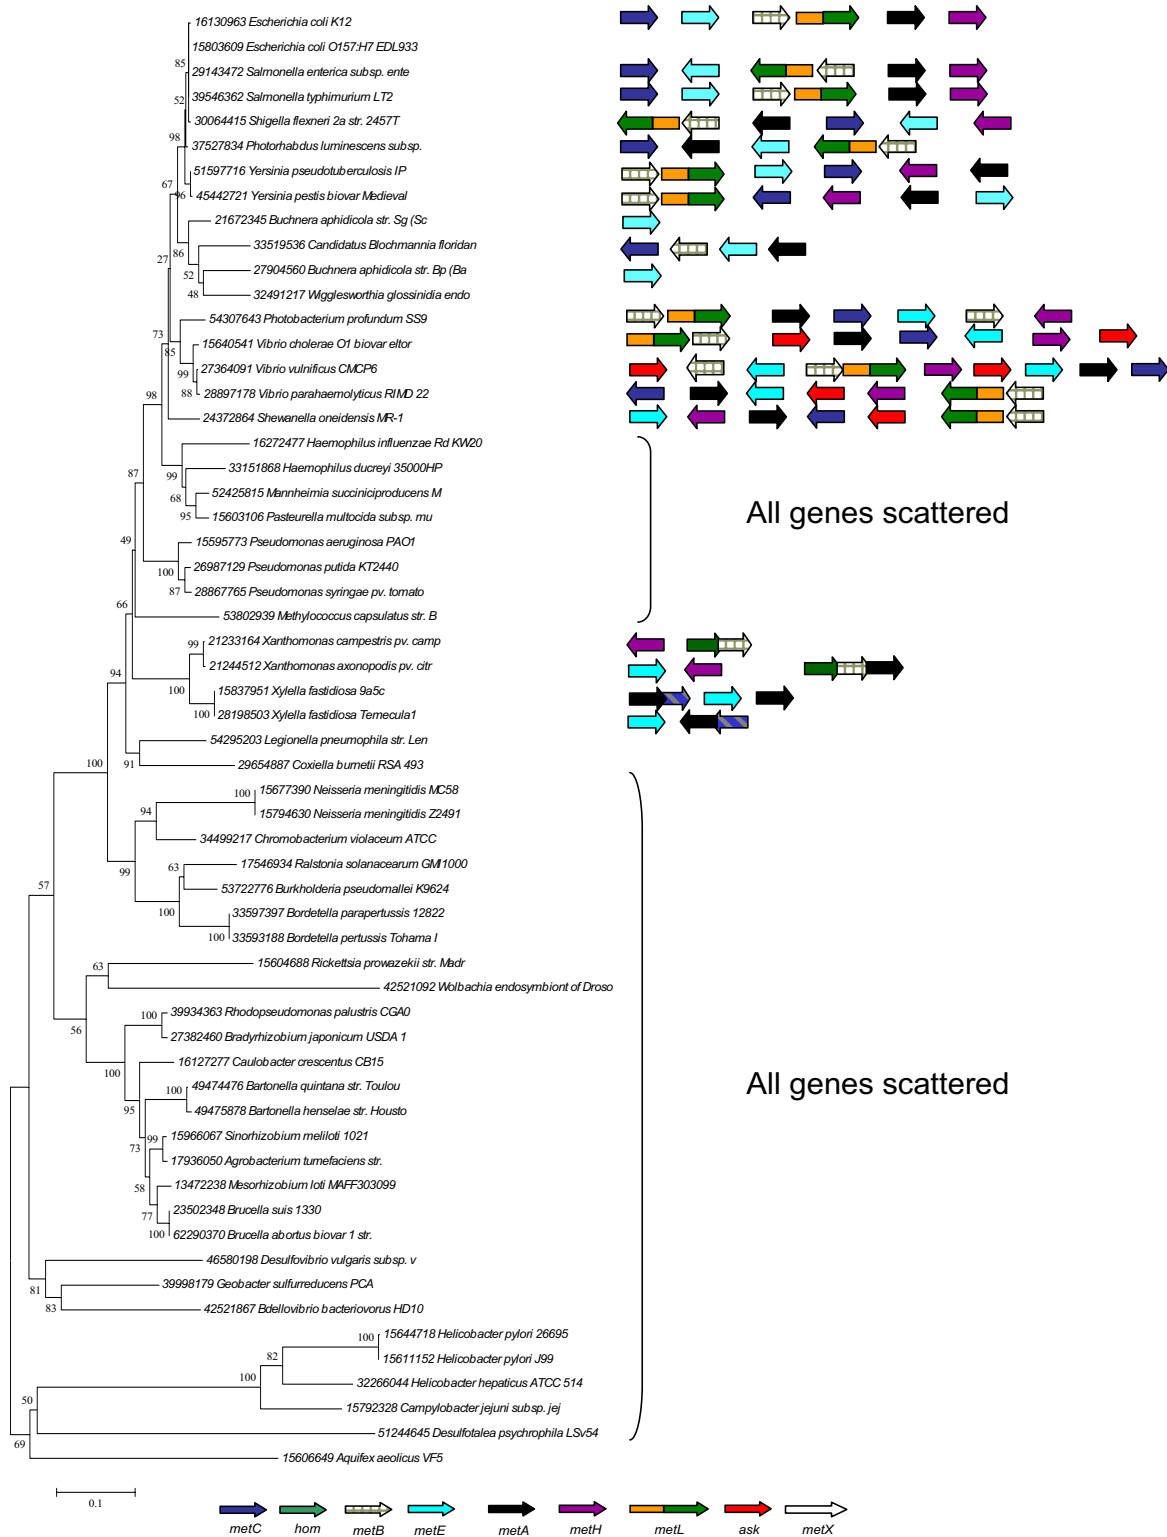 16130963 Escherichia coli K12
15803609 Escherichia coli O157:H7 EDL933
85
29143472 Salmonella enterica subsp. ente
52
39546362 Salmonella typhimurium LT2
30064415 Shigella flexneri 2a str. 2457T
98
37527834 Photorhabdus luminescens subsp.
51597716 Yersinia pseudotuberculosis IP
67
96
45442721 Yersinia pestis biovar Medieval
21672345 Buchnera aphidicola str. Sg (Sc
33519536 Candidatus Blochmannia floridan
86
27
27904560 Buchnera aphidicola str. Bp (Ba
52
48
32491217 Wigglesworthia glossinidia endo
54307643 Photobacterium profundum SS9
73
15640541 Vibrio cholerae O1 biovar eltor
85
27364091 Vibrio vulnificus CMCP6
99
88
28897178 Vibrio parahaemolyticus RIMD 22
98
24372864 Shewanella oneidensis MR-1
16272477 Haemophilus influenzae Rd KW20
33151868 Haemophilus ducreyi 35000HP
87
99
52425815 Mannheimia succiniciproducens M
68
95
15603106 Pasteurella multocida subsp. mu
All genes scattered
15595773 Pseudomonas aeruginosa PAO1
49
26987129 Pseudomonas putida KT2440
100
87
28867765 Pseudomonas syringae pv. tomato
66
53802939 Methylococcus capsulatus str. B
21233164 Xanthomonas campestris pv. camp
99
21244512 Xanthomonas axonopodis pv. citr
94
100
15837951 Xylella fastidiosa 9a5c
100
28198503 Xylella fastidiosa Temecula1
54295203 Legionella pneumophila str. Len
100
91
29654887 Coxiella burnetii RSA 493
15677390 Neisseria meningitidis MC58
100
94
15794630 Neisseria meningitidis Z2491
34499217 Chromobacterium violaceum ATCC
99
63
17546934 Ralstonia solanacearum GMI1000
57
53722776 Burkholderia pseudomallei K9624
100
33597397 Bordetella parapertussis 12822
100
33593188 Bordetella pertussis Tohama I
63
15604688 Rickettsia prowazekii str. Madr
42521092 Wolbachia endosymbiont of Droso
56
39934363 Rhodopseudomonas palustris CGA0
100
27382460 Bradyrhizobium japonicum USDA 1
16127277 Caulobacter crescentus CB15
100
All genes scattered
49474476 Bartonella quintana str. Toulou
100
95
49475878 Bartonella henselae str. Housto
15966067 Sinorhizobium meliloti 1021
99
73
17936050 Agrobacterium tumefaciens str.
58
13472238 Mesorhizobium loti MAFF303099
77
23502348 Brucella suis 1330
100
62290370 Brucella abortus biovar 1 str.
46580198 Desulfovibrio vulgaris subsp. v
81
39998179 Geobacter sulfurreducens PCA
83
42521867 Bdellovibrio bacteriovorus HD10
100
15644718 Helicobacter pylori 26695
82
15611152 Helicobacter pylori J99
100
32266044 Helicobacter hepaticus ATCC 514
50
15792328 Campylobacter jejuni subsp. jej
51244645 Desulfotalea psychrophila LSv54
69
15606649 Aquifex aeolicus VF5
0.1
metC hom metB metE metA metH metL ask metX